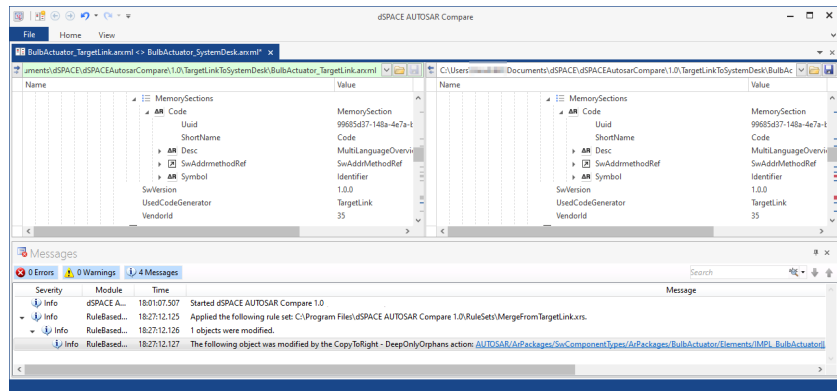 dSPACE AUTOSAR Compare
File Home View
BulbActuator_TargetLink.arxml <> BulbActuator_SystemDesk.arxml* ×
uments\dSPACE\dSPACEAutosarCompare\1.0\TargetLinkToSystemDesk\BulbActuator_TargetLink.arxml C:\Users Documents\dSPACE\dSPACEAutosarCompare\1.0\TargetLinkToSystemDesk\BulbAc
Name Value Name Value
MemorySections MemorySections
AR Code MemorySection AR Code MemorySection
Uuid 99685d37-148a-4e7a-b Uuid 99685d37-148a-4e7a-b
ShortName Code ShortName Code
AR Desc MultiLanguageOvervi AR Desc MultiLanguageOvervi
SwAddrmethodRef SwAddrMethodRef SwAddrmethodRef SwAddrMethodRef
AR Symbol Identifier AR Symbol Identifier
SwVersion 1.0.0 SwVersion 1.0.0
UsedCodeGenerator TargetLink UsedCodeGenerator TargetLink
VendorId 35 VendorId 35
Messages
0 Errors 0 Warnings 4 Messages Search
Severity Module Time Message
Info dSPACE A... 18:01:07.507 Started dSPACE AUTOSAR Compare 1.0
Info RuleBased... 18:27:12.125 Applied the following rule set: C:\Program Files\dSPACE AUTOSAR Compare 1.0\RuleSets\MergeFromTargetLink.xrs.
Info RuleBased... 18:27:12.126 1 objects were modified.
Info RuleBased... 18:27:12.127 The following object was modified by the CopyToRight - DeepOnlyOrphans action: AUTOSAR/ArPackages/SwComponentTypes/ArPackages/BulbActuator/Elements/IMPL_BulbActuator